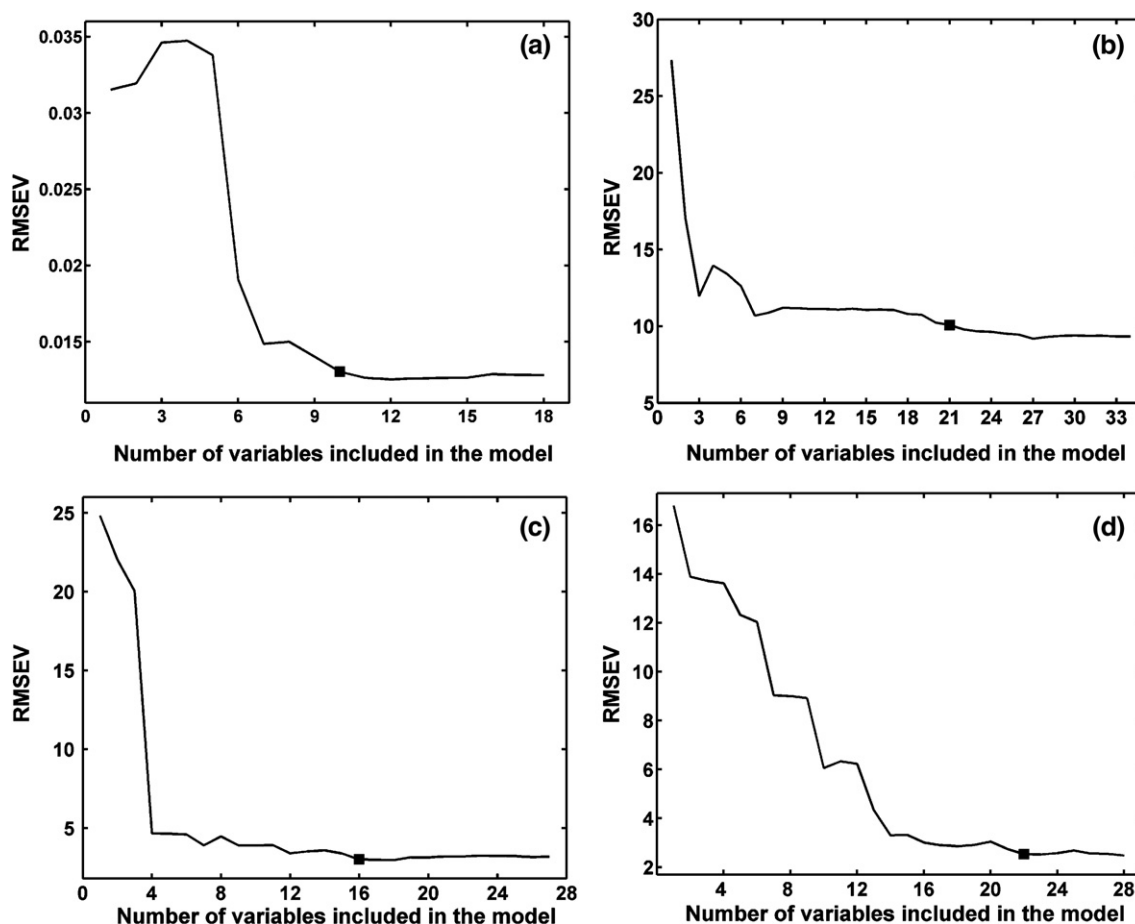 (a)
RMSEV
0.035
0.03
0.025
0.02
0.015
0 3 6 9 12 15 18
Number of variables included in the model
(b)
RMSEV
30
25
20
15
10
5
0 3 6 9 12 15 18 21 24 27 30 33
Number of variables included in the model
(c)
RMSEV
25
20
15
10
5
0 4 8 12 16 20 24 28
Number of variables included in the model
(d)
RMSEV
16
14
12
10
8
6
4
2
4 8 12 16 20 24 28
Number of variables included in the model